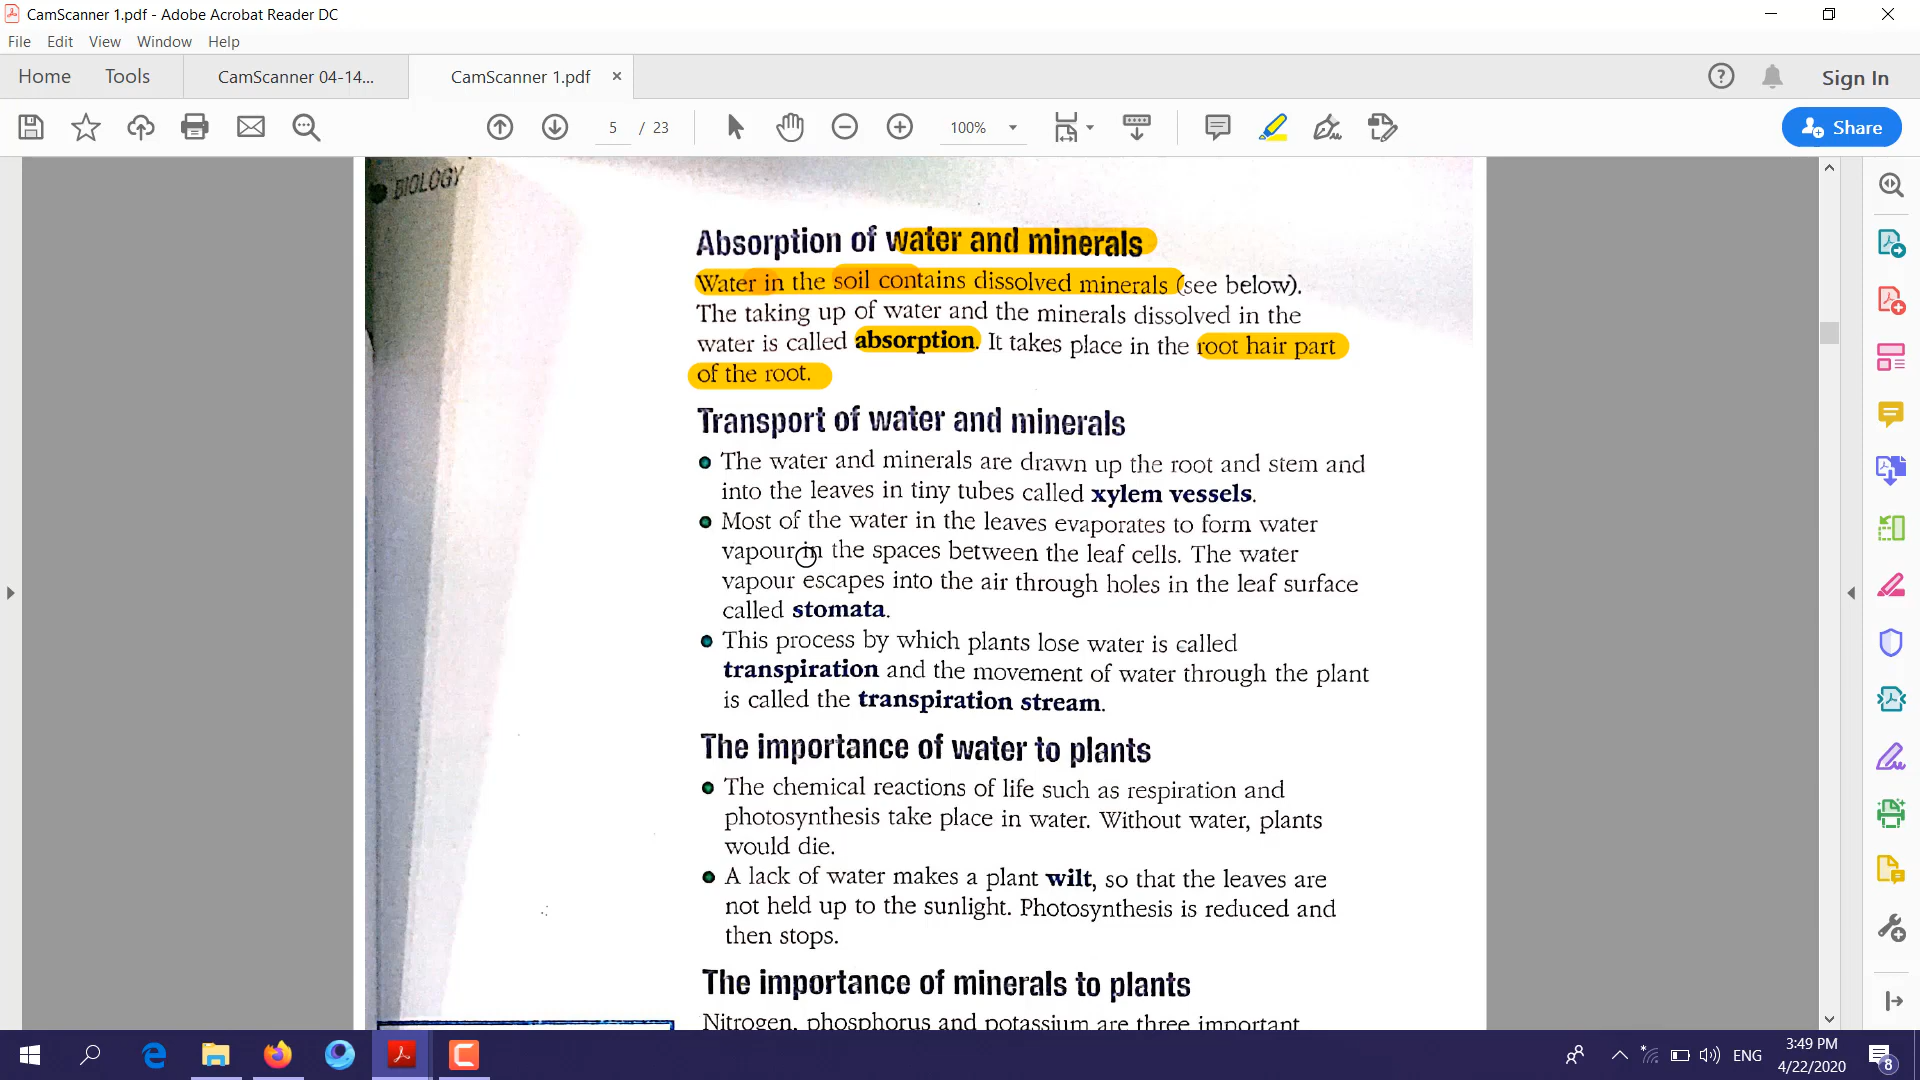 CamScanner 1.pdf - Adobe Acrobat Reader DC
File Edit View Window Help
Home Tools CamScanner 04-14... CamScanner 1.pdf × Sign In
5 / 23 100% Share
BIOLOGY
Absorption of water and minerals
Water in the soil contains dissolved minerals (see below).
The taking up of water and the minerals dissolved in the
water is called absorption. It takes place in the root hair part
of the root.
Transport of water and minerals
• The water and minerals are drawn up the root and stem and
into the leaves in tiny tubes called xylem vessels.
• Most of the water in the leaves evaporates to form water
vapour in the spaces between the leaf cells. The water
vapour escapes into the air through holes in the leaf surface
called stomata.
• This process by which plants lose water is called
transpiration and the movement of water through the plant
is called the transpiration stream.
The importance of water to plants
• The chemical reactions of life such as respiration and
photosynthesis take place in water. Without water, plants
would die.
• A lack of water makes a plant wilt, so that the leaves are
not held up to the sunlight. Photosynthesis is reduced and
then stops.
The importance of minerals to plants
Nitrogen, phosphorus and potassium are three important
ENG
3:49 PM
4/22/2020
8